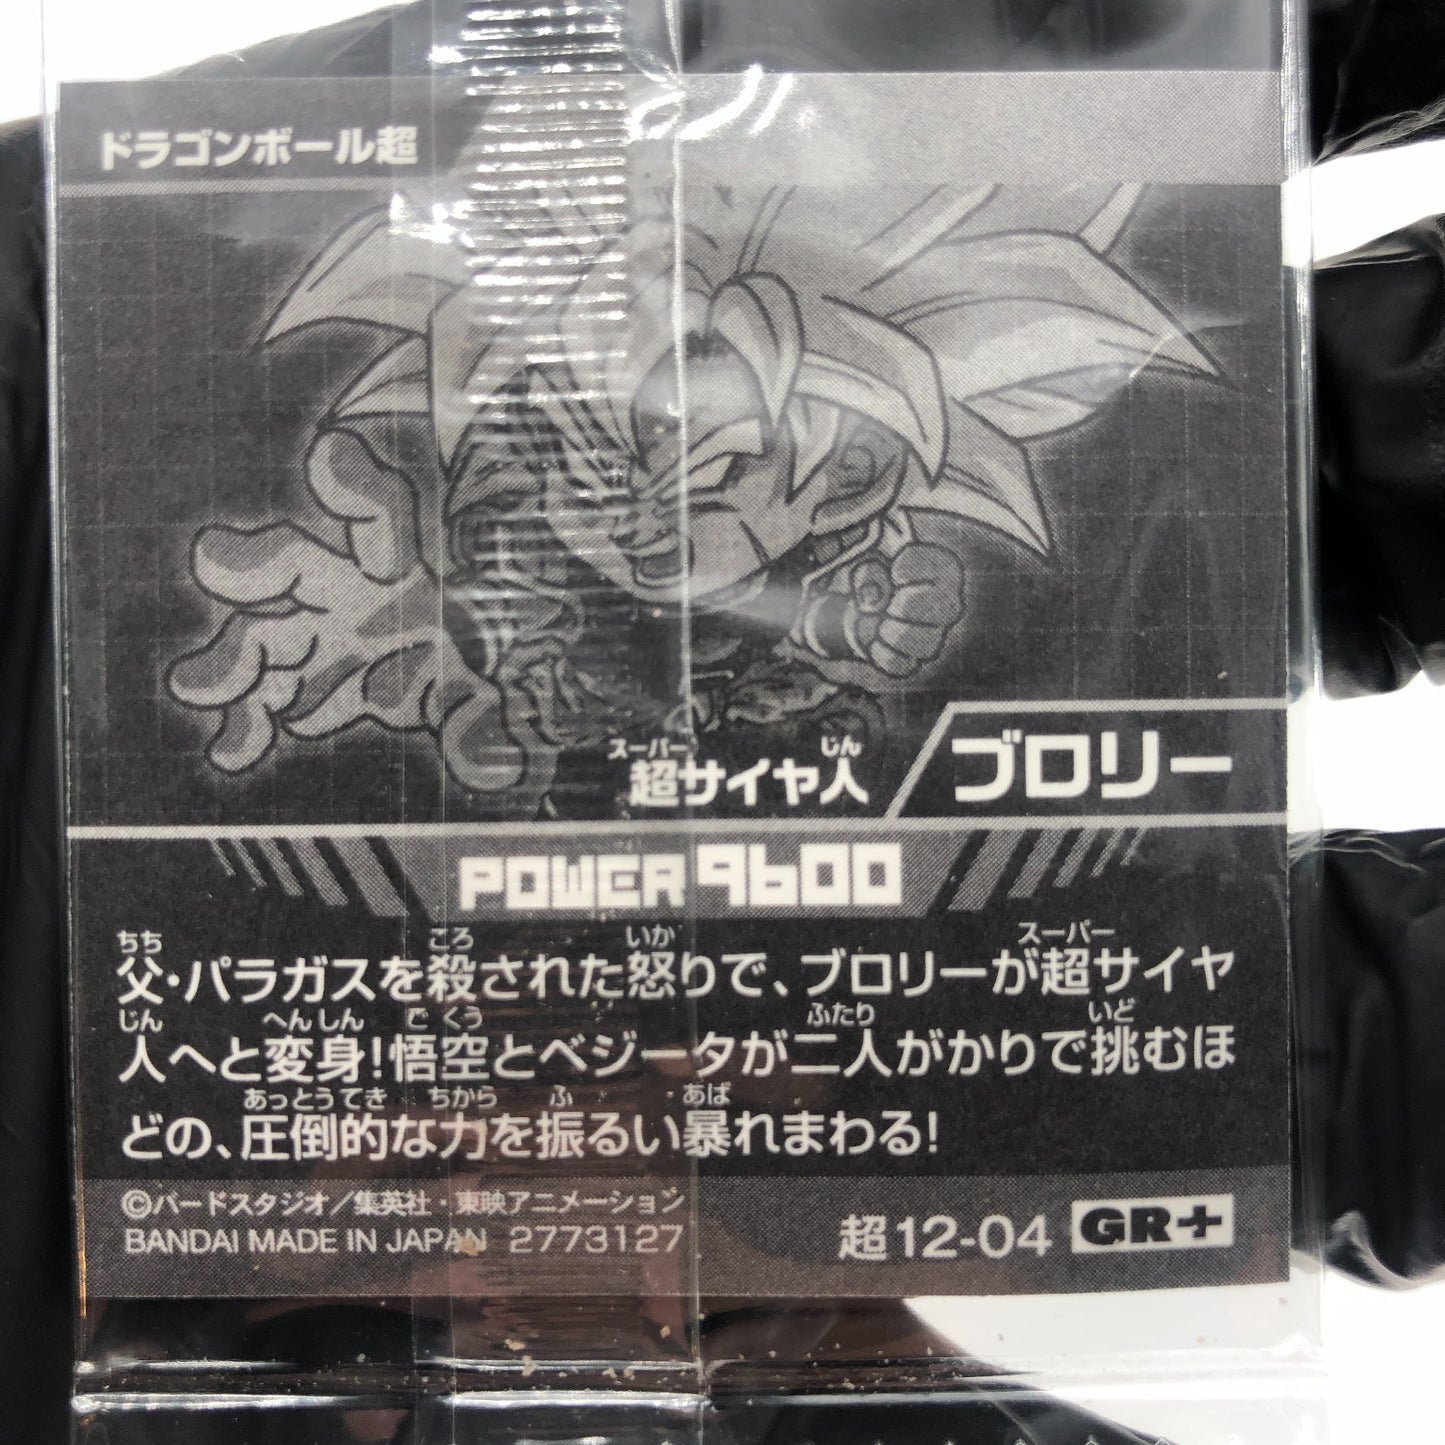 ドラゴンボール超
スーパー じん
超サイヤ人
ブロリー
POWER 9600
ちち ころ いか スーパー
父・パラガスを殺された怒りで、ブロリーが超サイヤ
じん へんしん ごくう ふたり いど
人へと変身!悟空とベジータが二人がかりで挑むほ
あっとうてき ちから ふ あば
どの、圧倒的な力を振るい暴れまわる!
©バードスタジオ/集英社・東映アニメーション
BANDAI MADE IN JAPAN 2773127
超12-04 GR+